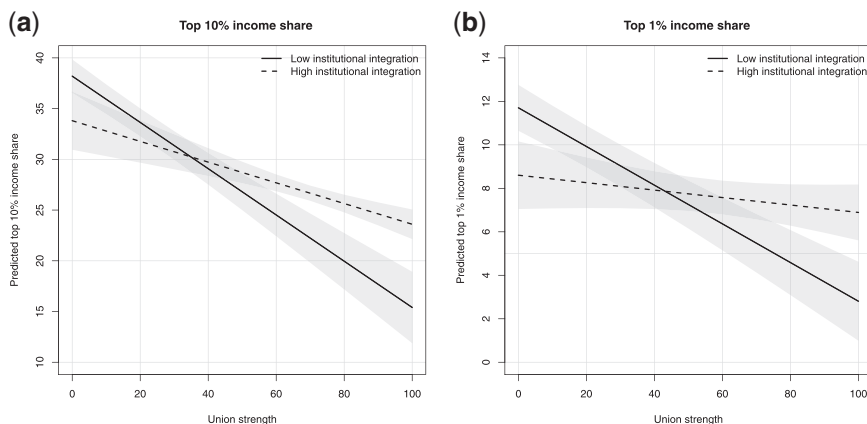 (a)
Top 10% income share
Low institutional integration
High institutional integration
Predicted top 10% income share
40
35
30
25
20
15
10
0 20 40 60 80 100
Union strength
(b)
Top 1% income share
Low institutional integration
High institutional integration
Predicted top 1% income share
14
12
10
8
6
4
2
0
0 20 40 60 80 100
Union strength